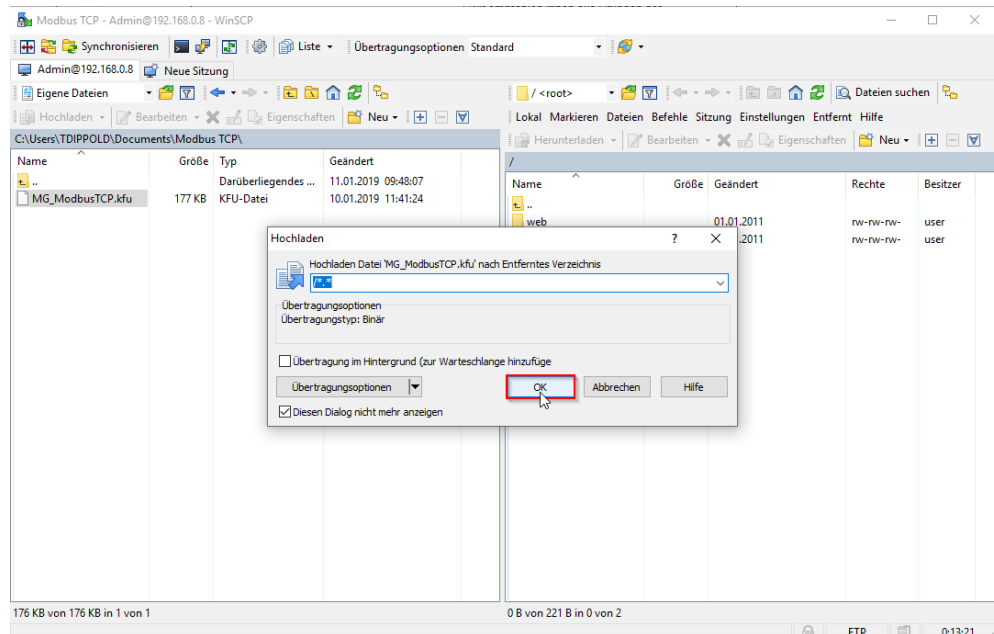 Modbus TCP - Admin@192.168.0.8 - WinSCP
Synchronisieren Liste Übertragungsoptionen Standard
Admin@192.168.0.8 Neue Sitzung
Eigene Dateien
/ <root> Dateien suchen
Hochladen Bearbeiten Eigenschaften Neu
Lokal Markieren Dateien Befehle Sitzung Einstellungen Entfernt Hilfe
Herunterladen Bearbeiten Eigenschaften Neu
C:\Users\TDIPPOLD\Documents\Modbus TCP\
Name Größe Typ Geändert
.. Darüberliegendes ... 11.01.2019 09:48:07
MG_ModbusTCP.kfu 177 KB KFU-Datei 10.01.2019 11:41:24
/
Name Größe Geändert Rechte Besitzer
..
web 01.01.2011 rw-rw-rw- user
.2011 rw-rw-rw- user
Hochladen ?
Hochladen Datei 'MG_ModbusTCP.kfu' nach Entferntes Verzeichnis
/*.*
Übertragungsoptionen
Übertragungstyp: Binär
Übertragung im Hintergrund (zur Warteschlange hinzufüge
Übertragungsoptionen OK Abbrechen Hilfe
Diesen Dialog nicht mehr anzeigen
176 KB von 176 KB in 1 von 1
0 B von 221 B in 0 von 2
FTP 0:13:21